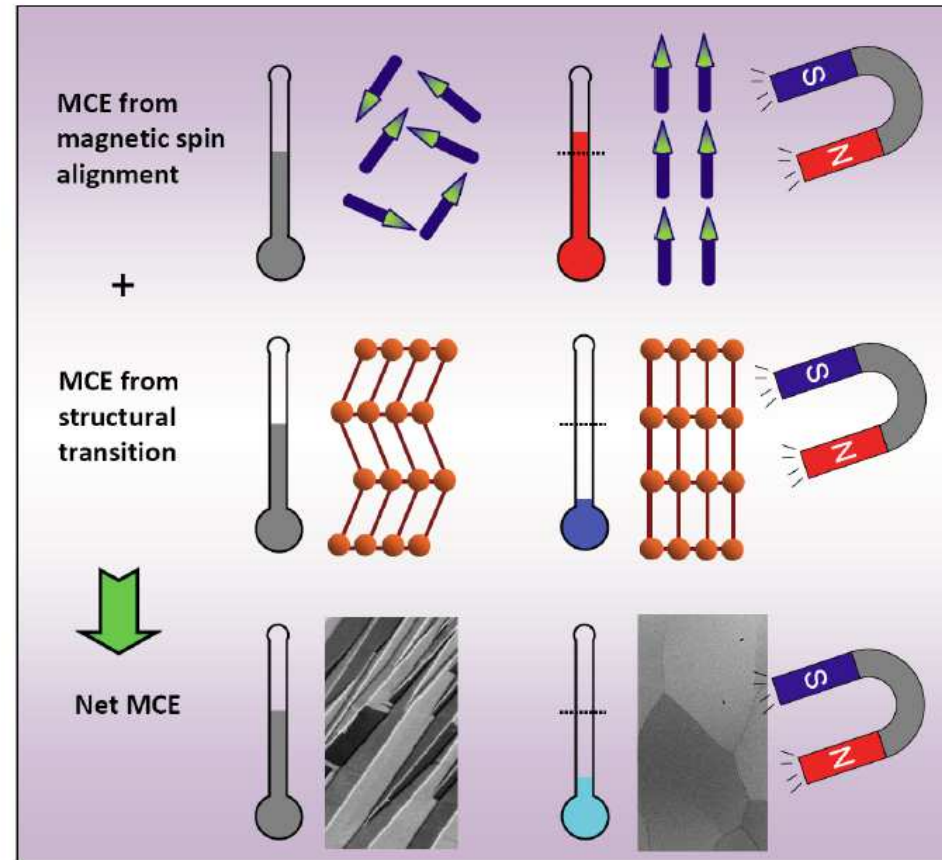 MCE from
magnetic spin
alignment
S
N
+
MCE from
structural
transition
S
N
Net MCE
S
N